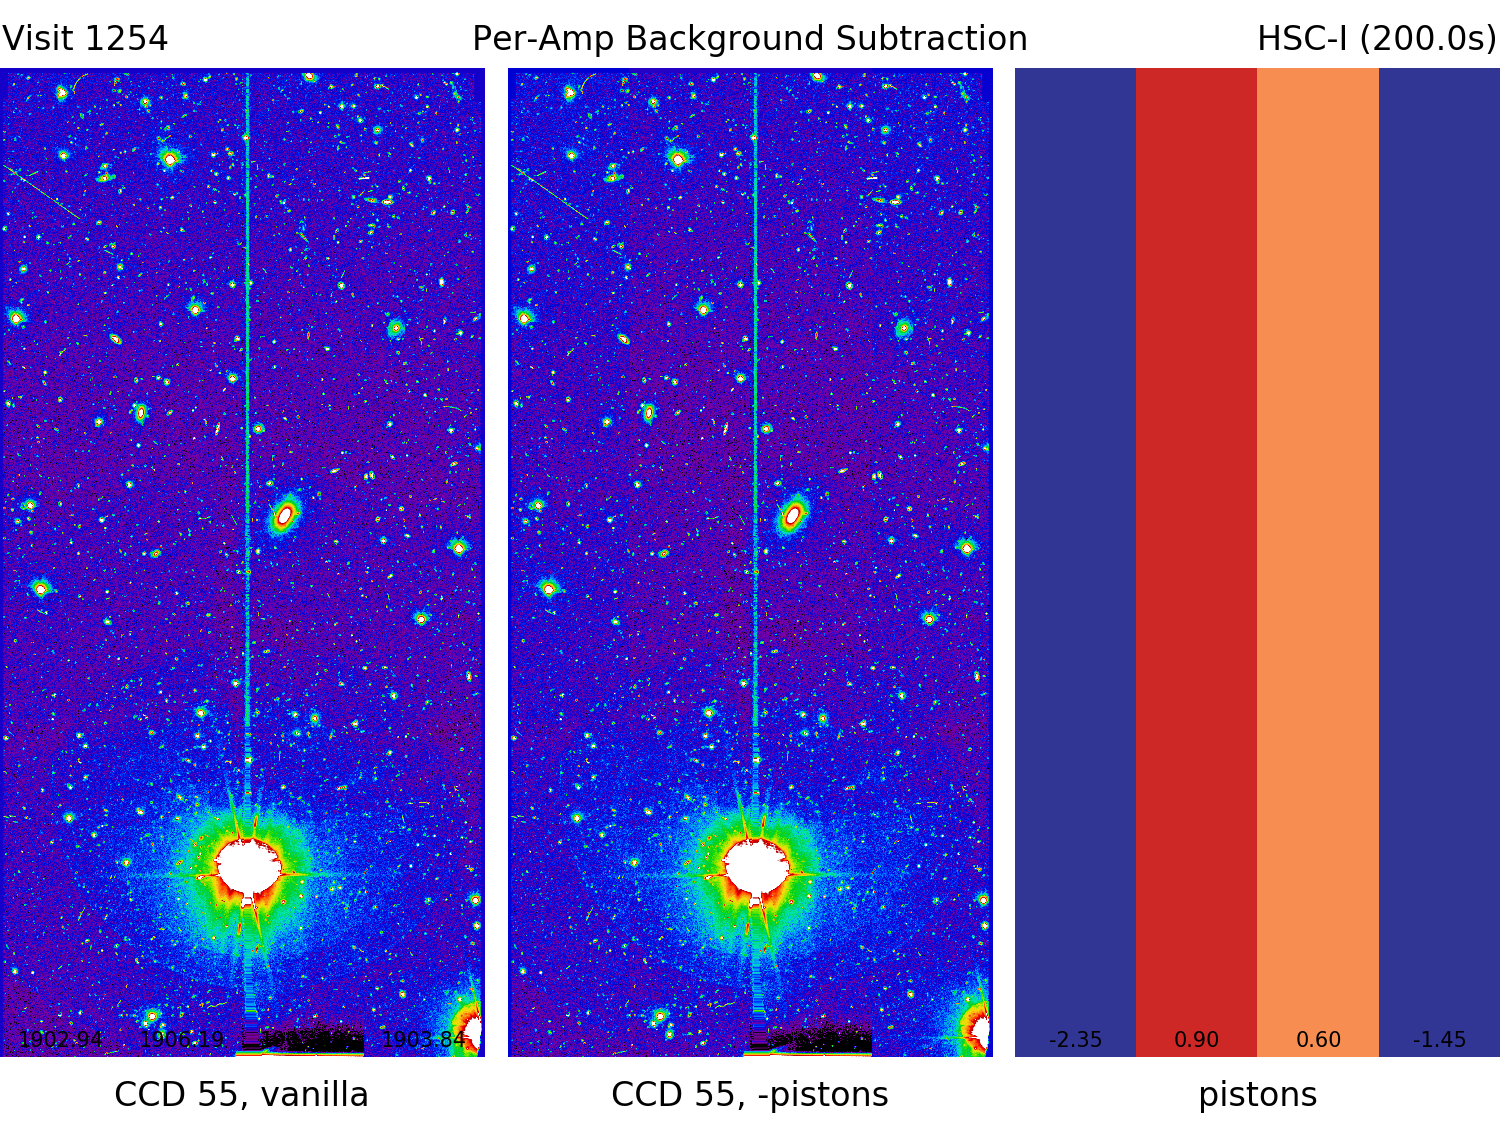 Visit 1254 Per-Amp Background Subtraction HSC-I (200.0s)
1902.94 1906.19 1903.84 -2.35 0.90 0.60 -1.45
CCD 55, vanilla CCD 55, -pistons pistons